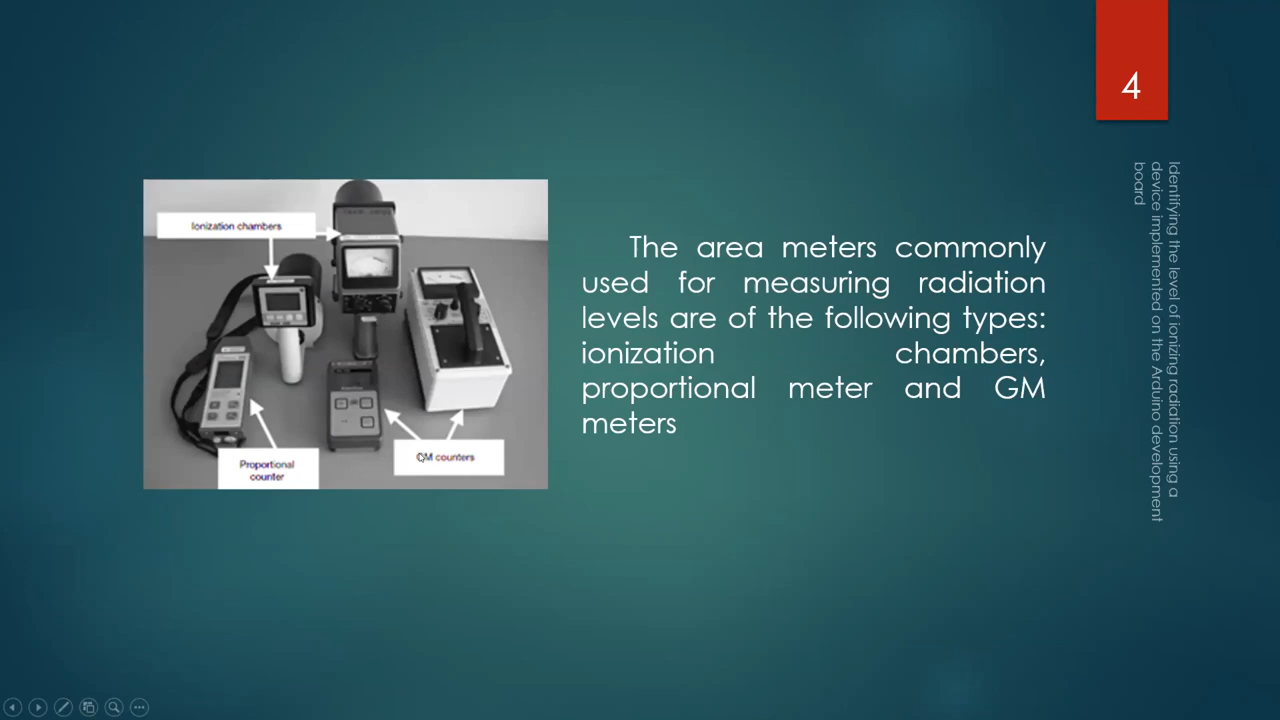 4
Identifying the level of ionizing radiation using a
device implemented on the Arduino development
board
Ionization chambers
Proportional
counter
GM counters
The area meters commonly
used for measuring radiation
levels are of the following types:
ionization chambers,
proportional meter and GM
meters